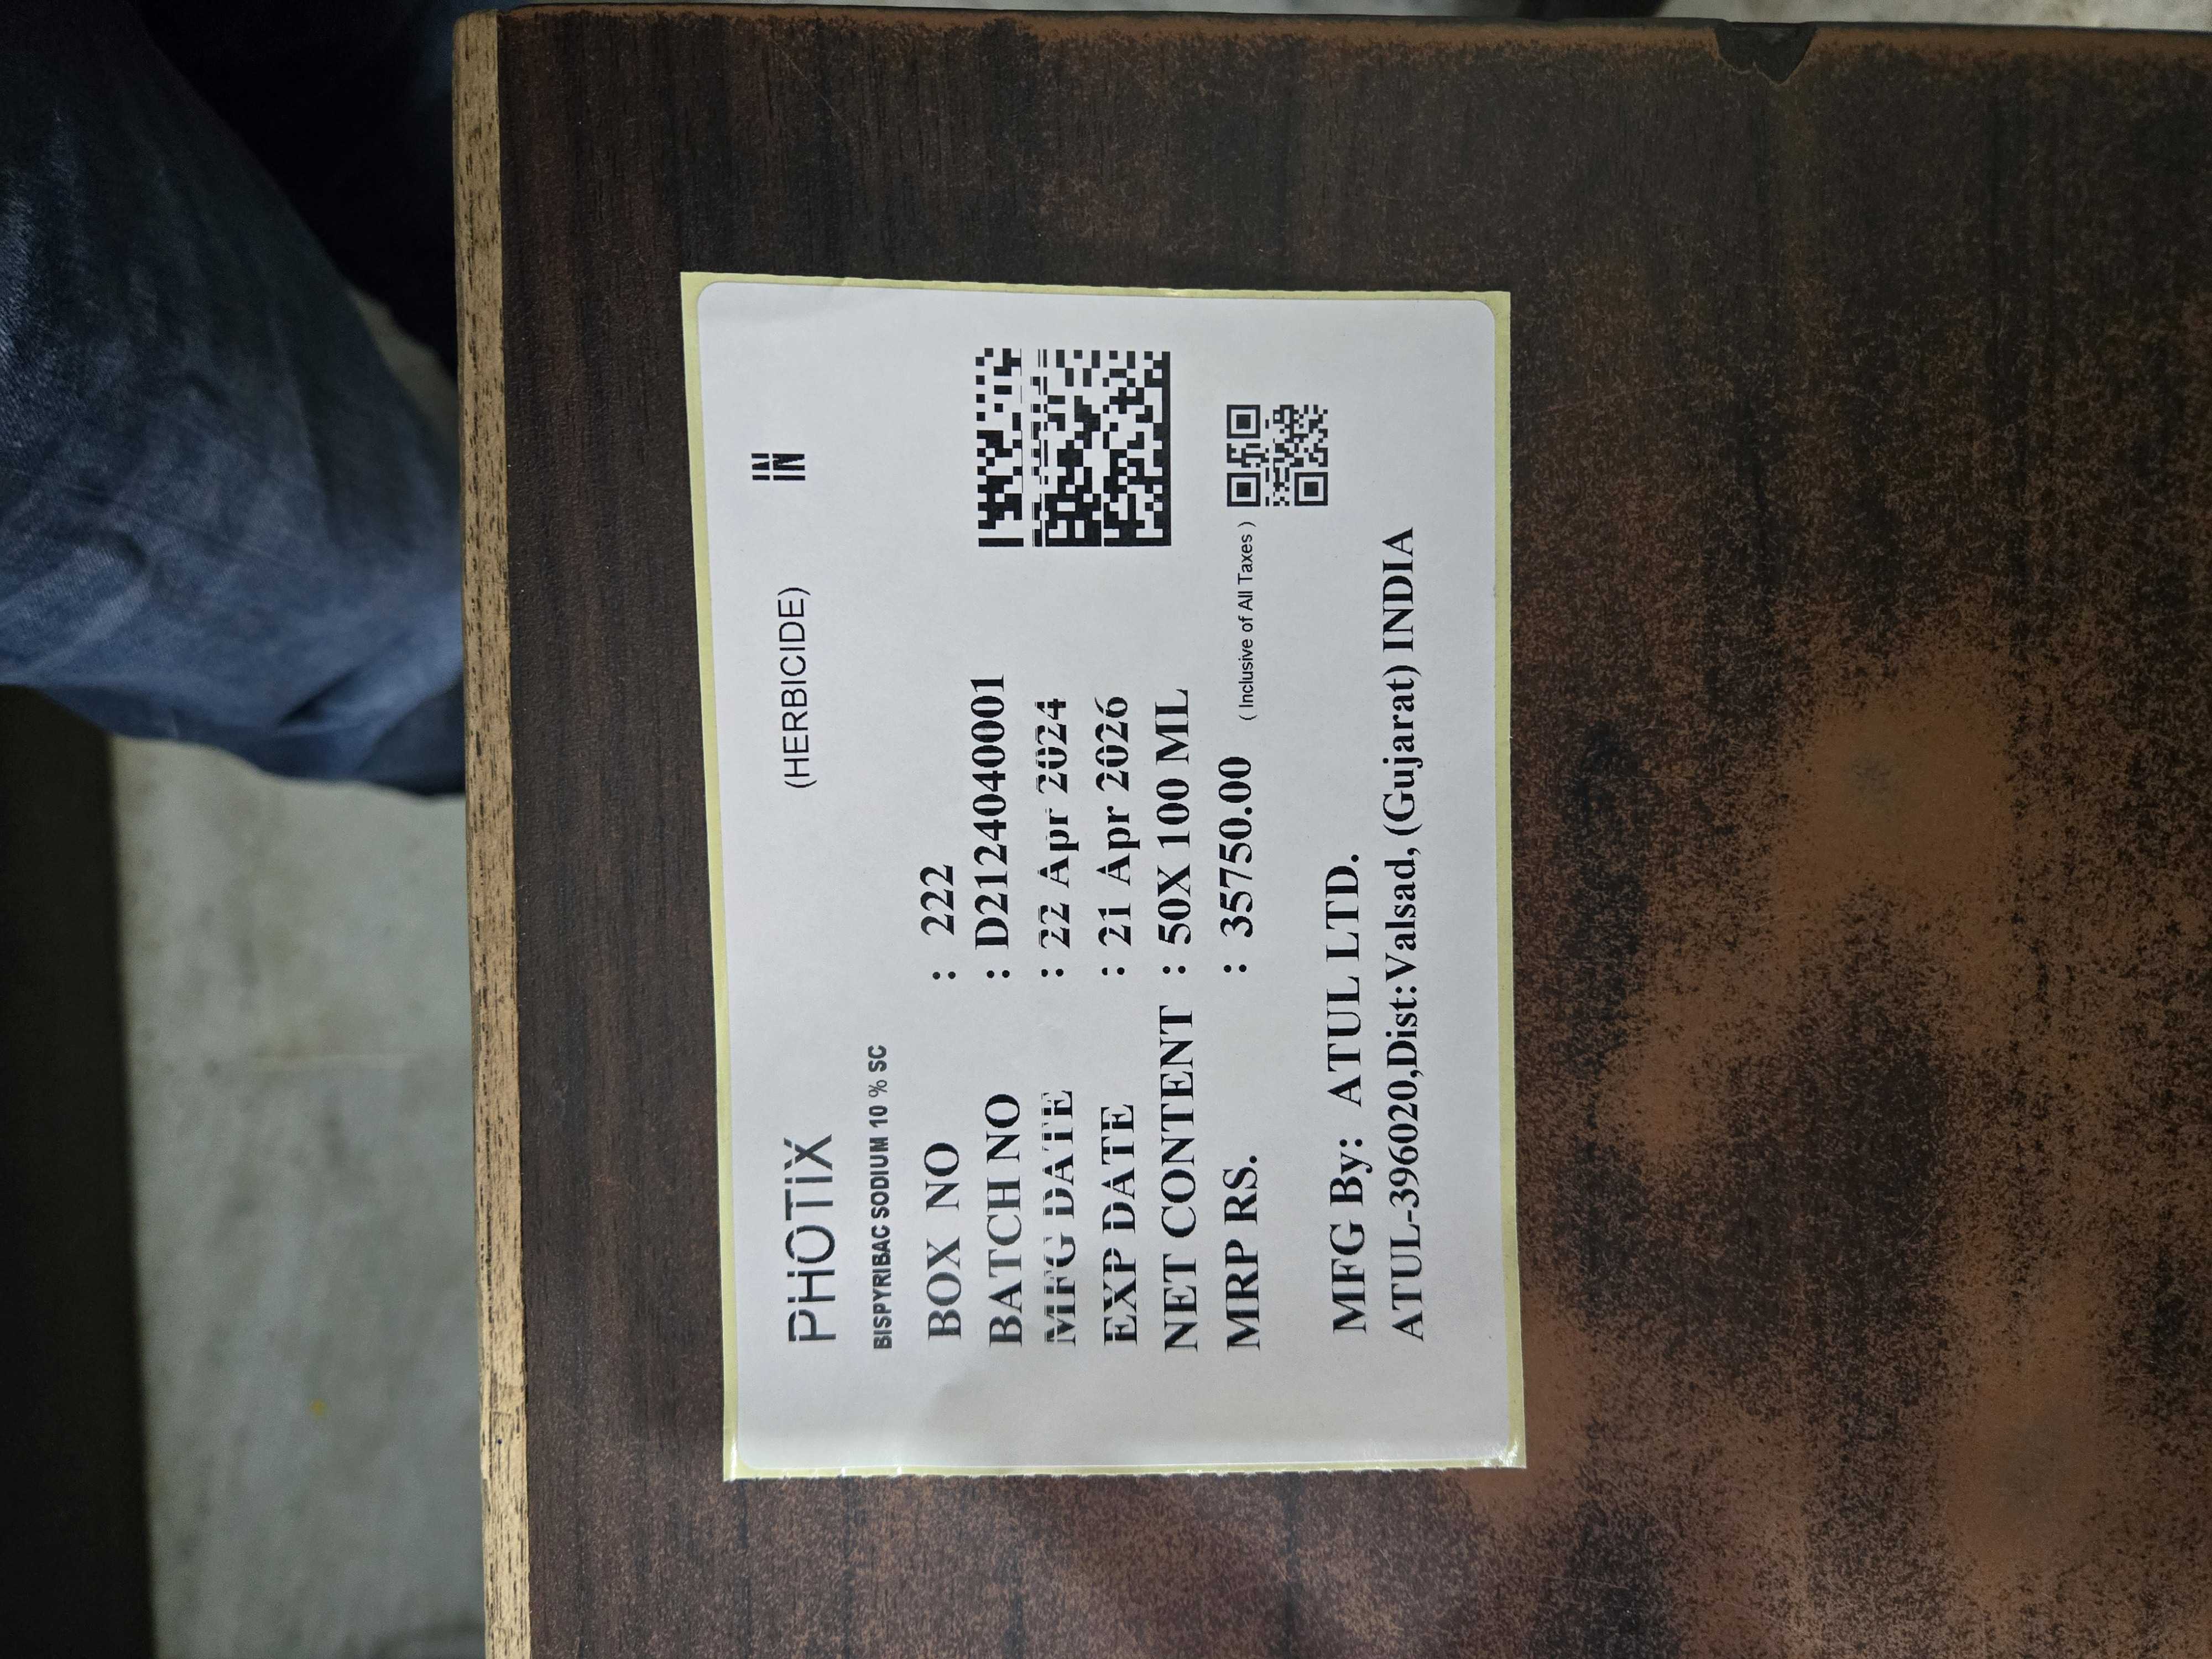 PHOTIX (HERBICIDE) IN
BISPYRIBAC SODIUM 10 % SC
BOX NO : 222
BATCH NO : D2124040001
MFG DATE : 22 Apr 2024
EXP DATE : 21 Apr 2026
NET CONTENT : 50X 100 ML
MRP RS. : 35750.00 ( Inclusive of All Taxes )
MFG By: ATUL LTD.
ATUL-396020,Dist:Valsad, (Gujarat) INDIA